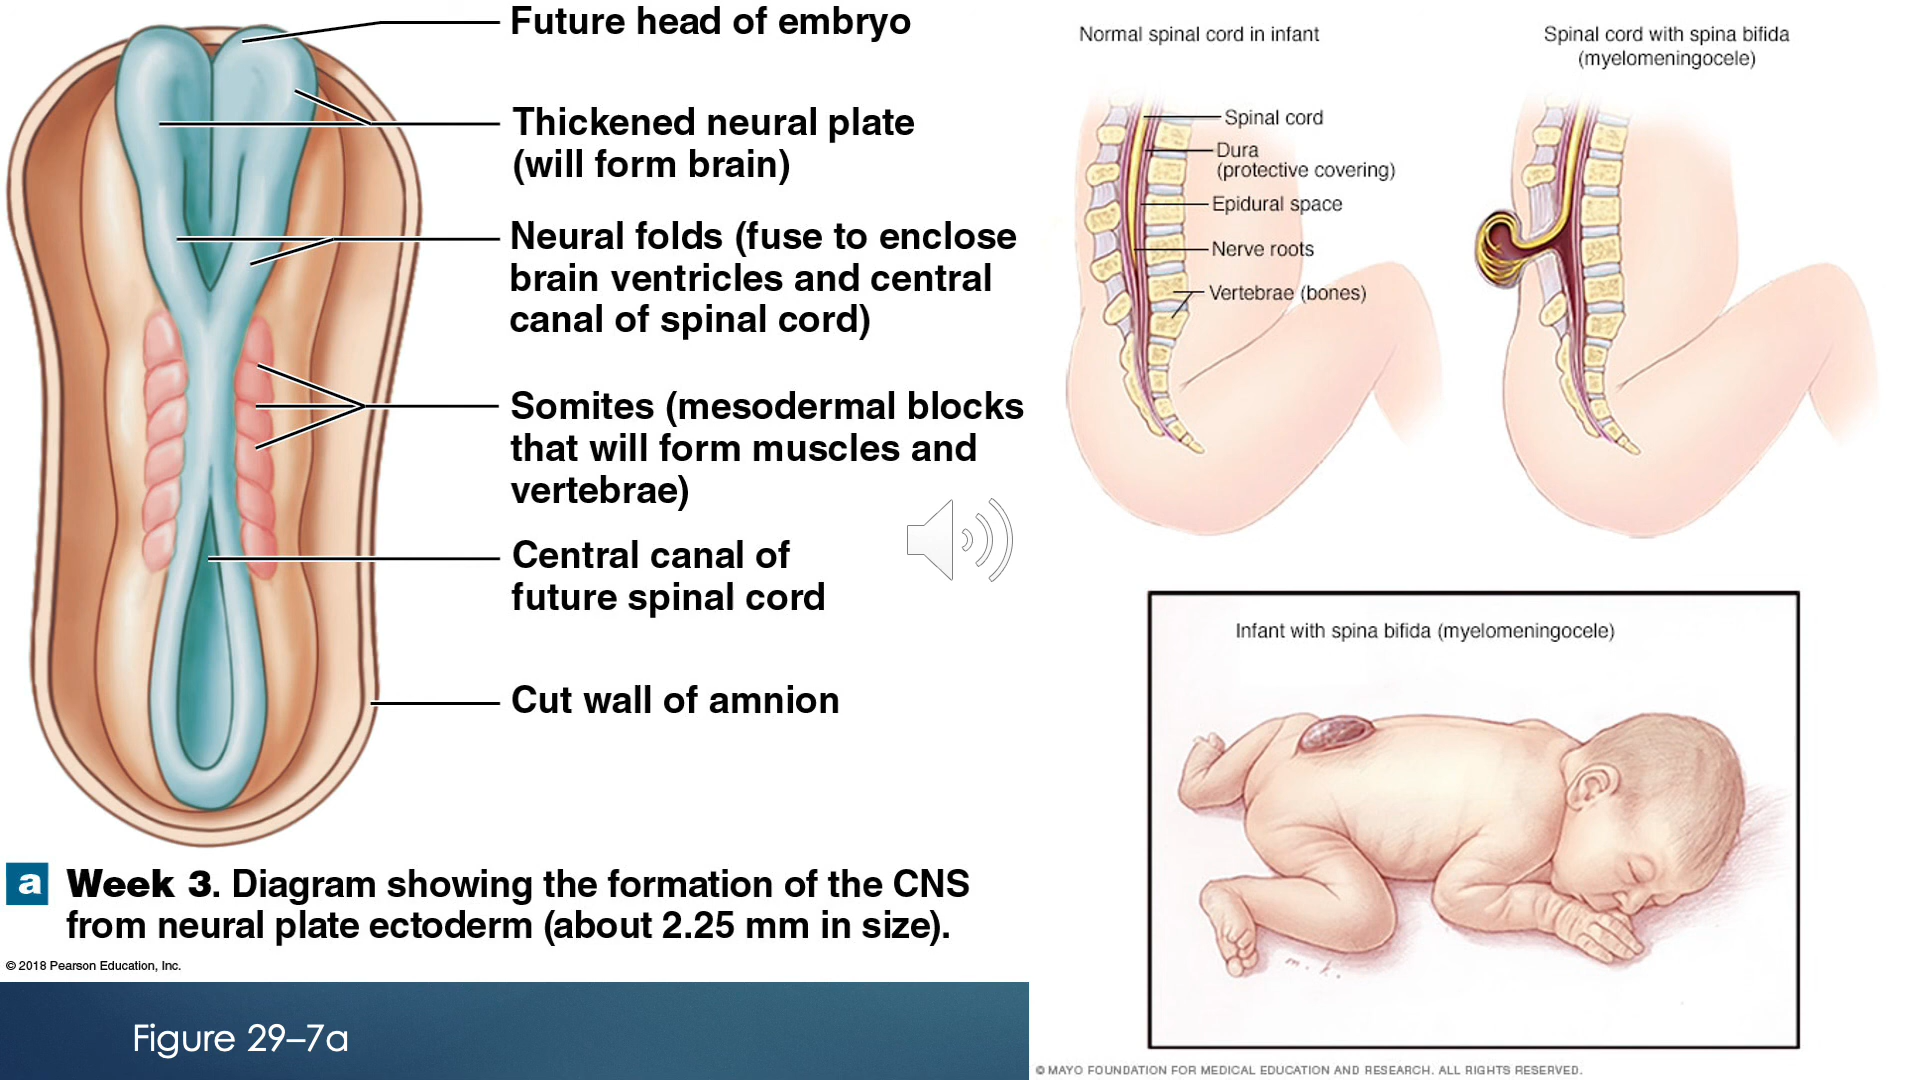 Future head of embryo
Thickened neural plate
(will form brain)
Neural folds (fuse to enclose
brain ventricles and central
canal of spinal cord)
Somites (mesodermal blocks
that will form muscles and
vertebrae)
Central canal of
future spinal cord
Cut wall of amnion
a Week 3. Diagram showing the formation of the CNS
from neural plate ectoderm (about 2.25 mm in size).
© 2018 Pearson Education, Inc.
Figure 29–7a
Normal spinal cord in infant
Spinal cord
Dura
(protective covering)
Epidural space
Nerve roots
Vertebrae (bones)
Spinal cord with spina bifida
(myelomeningocele)
Infant with spina bifida (myelomeningocele)
m. k.
© MAYO FOUNDATION FOR MEDICAL EDUCATION AND RESEARCH. ALL RIGHTS RESERVED.